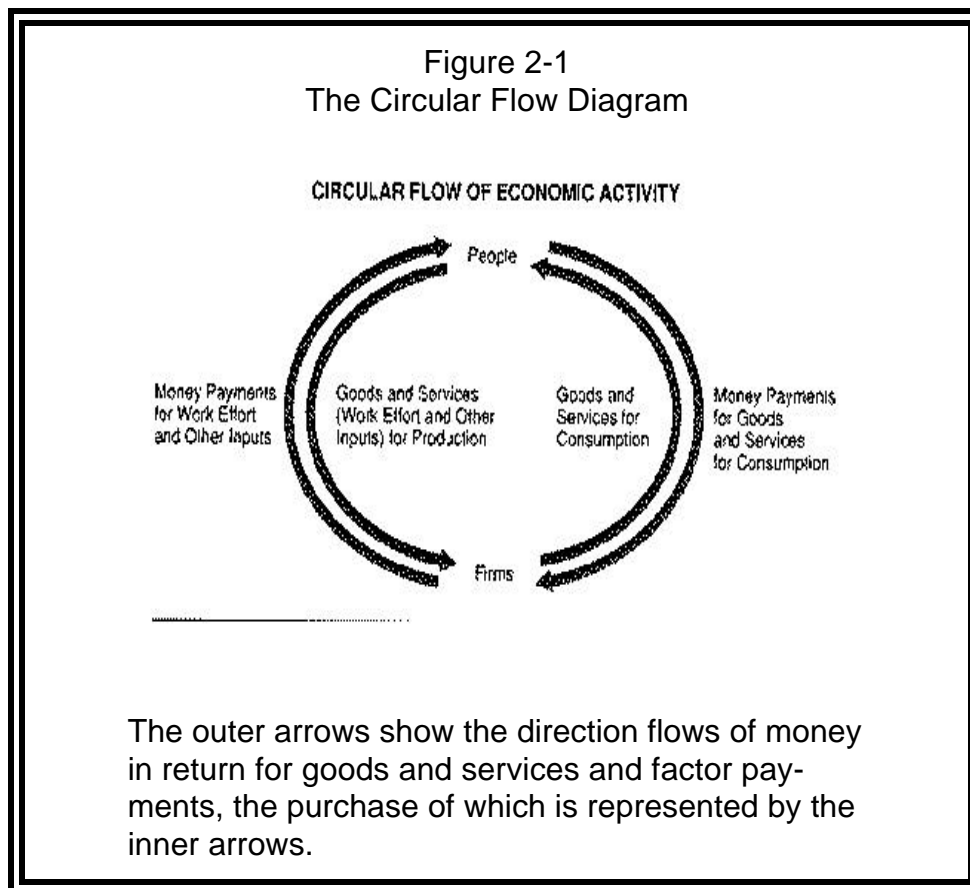 Figure 2-1
The Circular Flow Diagram
CIRCULAR FLOW OF ECONOMIC ACTIVITY
People
Money Payments
for Work Effort
and Other Inputs
Goods and Services
(Work Effort and Other
Inputs) for Production
Goods and
Services for
Consumption
Money Payments
for Goods
and Services
for Consumption
Firms
The outer arrows show the direction flows of money
in return for goods and services and factor pay-
ments, the purchase of which is represented by the
inner arrows.